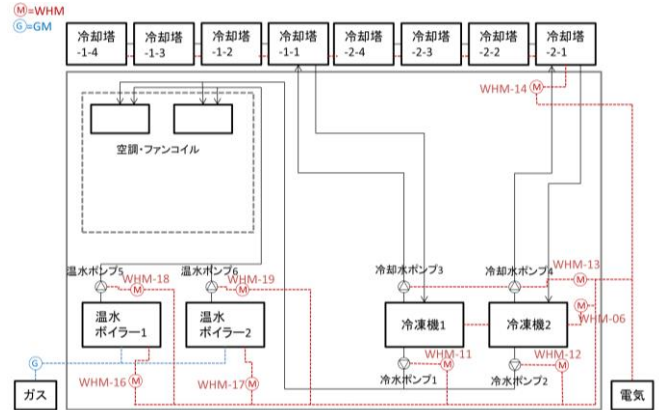 M=WHM
G=GM
冷却塔
-1-4
冷却塔
-1-3
冷却塔
-1-2
冷却塔
-1-1
冷却塔
-2-4
冷却塔
-2-3
冷却塔
-2-2
冷却塔
-2-1
WHM-14
M
空調・ファンコイル
温水ポンプ5
WHM-18
M
温水ポンプ6
WHM-19
M
冷却水ポンプ3
冷却水ポンプ4
WHM-13
M
M
WHM-06
温水
ボイラー1
温水
ボイラー2
冷凍機1
冷凍機2
G
WHM-16
M
WHM-17
M
冷水ポンプ1
WHM-11
M
冷水ポンプ2
WHM-12
M
ガス
電気